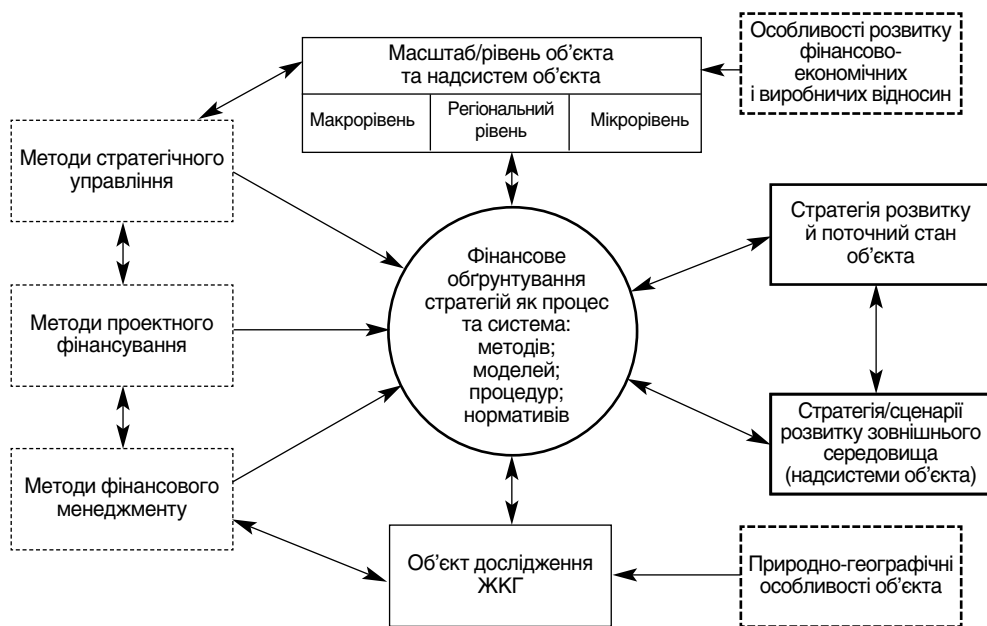 Масштаб/рівень об’єкта
та надсистем об’єкта
Макрорівень
Регіональний
рівень
Мікрорівень
Особливості розвитку
фінансово-
економічних
і виробничих відносин
Методи стратегічного
управління
Методи проектного
фінансування
Методи фінансового
менеджменту
Фінансове
обґрунтування
стратегій як процес
та система:
методів;
моделей;
процедур;
нормативів
Стратегія розвитку
й поточний стан
об’єкта
Стратегія/сценарії
розвитку зовнішнього
середовища
(надсистеми об’єкта)
Об’єкт дослідження
ЖКГ
Природно-географічні
особливості об’єкта